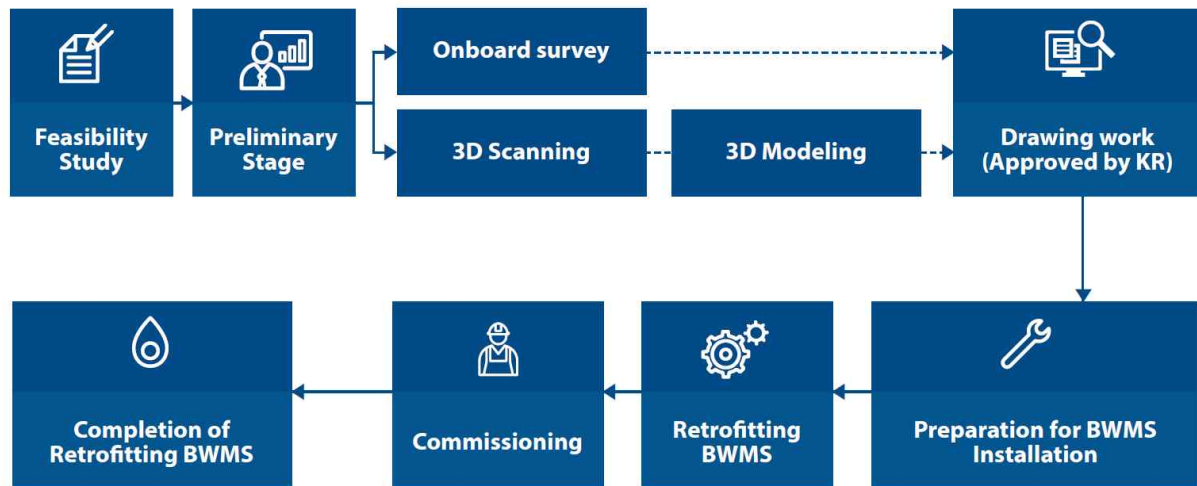 Feasibility
Study
Preliminary
Stage
Onboard survey
3D Scanning
3D Modeling
Drawing work
(Approved by KR)
Preparation for BWMS
Installation
Retrofitting
BWMS
Commissioning
Completion of
Retrofitting BWMS